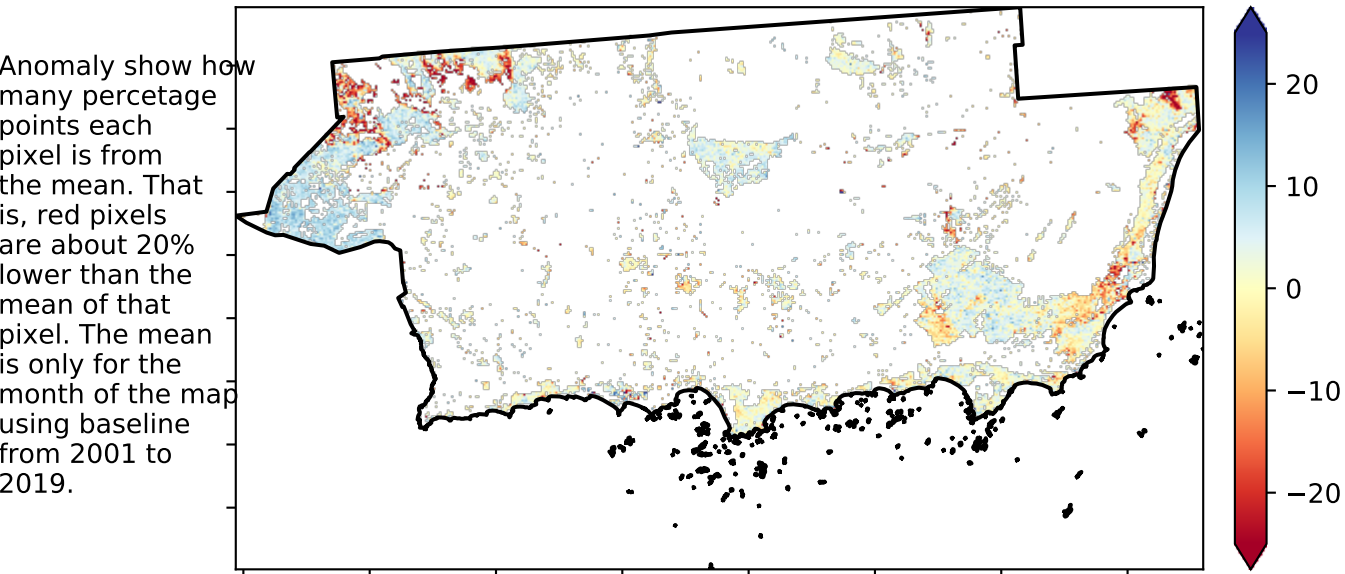 Anomaly show how
many percetage
points each
pixel is from
the mean. That
is, red pixels
are about 20%
lower than the
mean of that
pixel. The mean
is only for the
month of the map
using baseline
from 2001 to
2019.
20
10
0
−10
−20